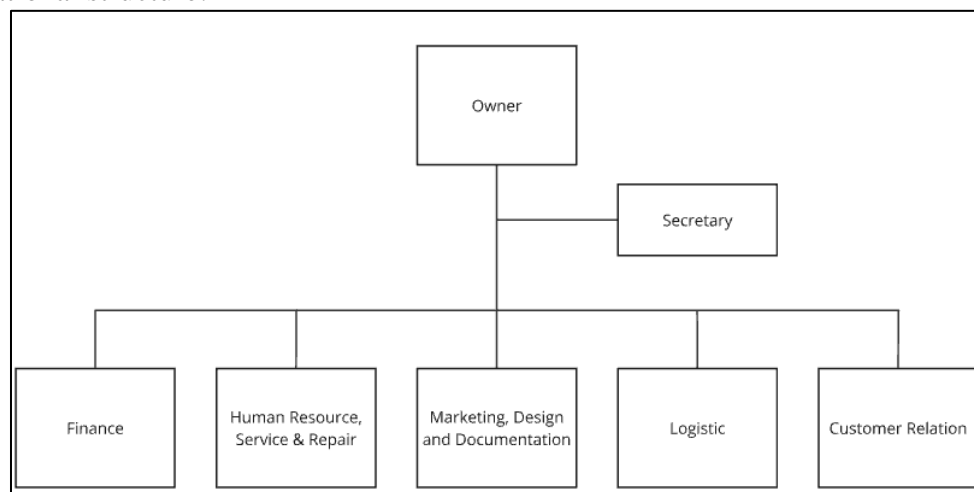 Owner
Secretary
Finance
Human Resource,
Service & Repair
Marketing, Design
and Documentation
Logistic
Customer Relation